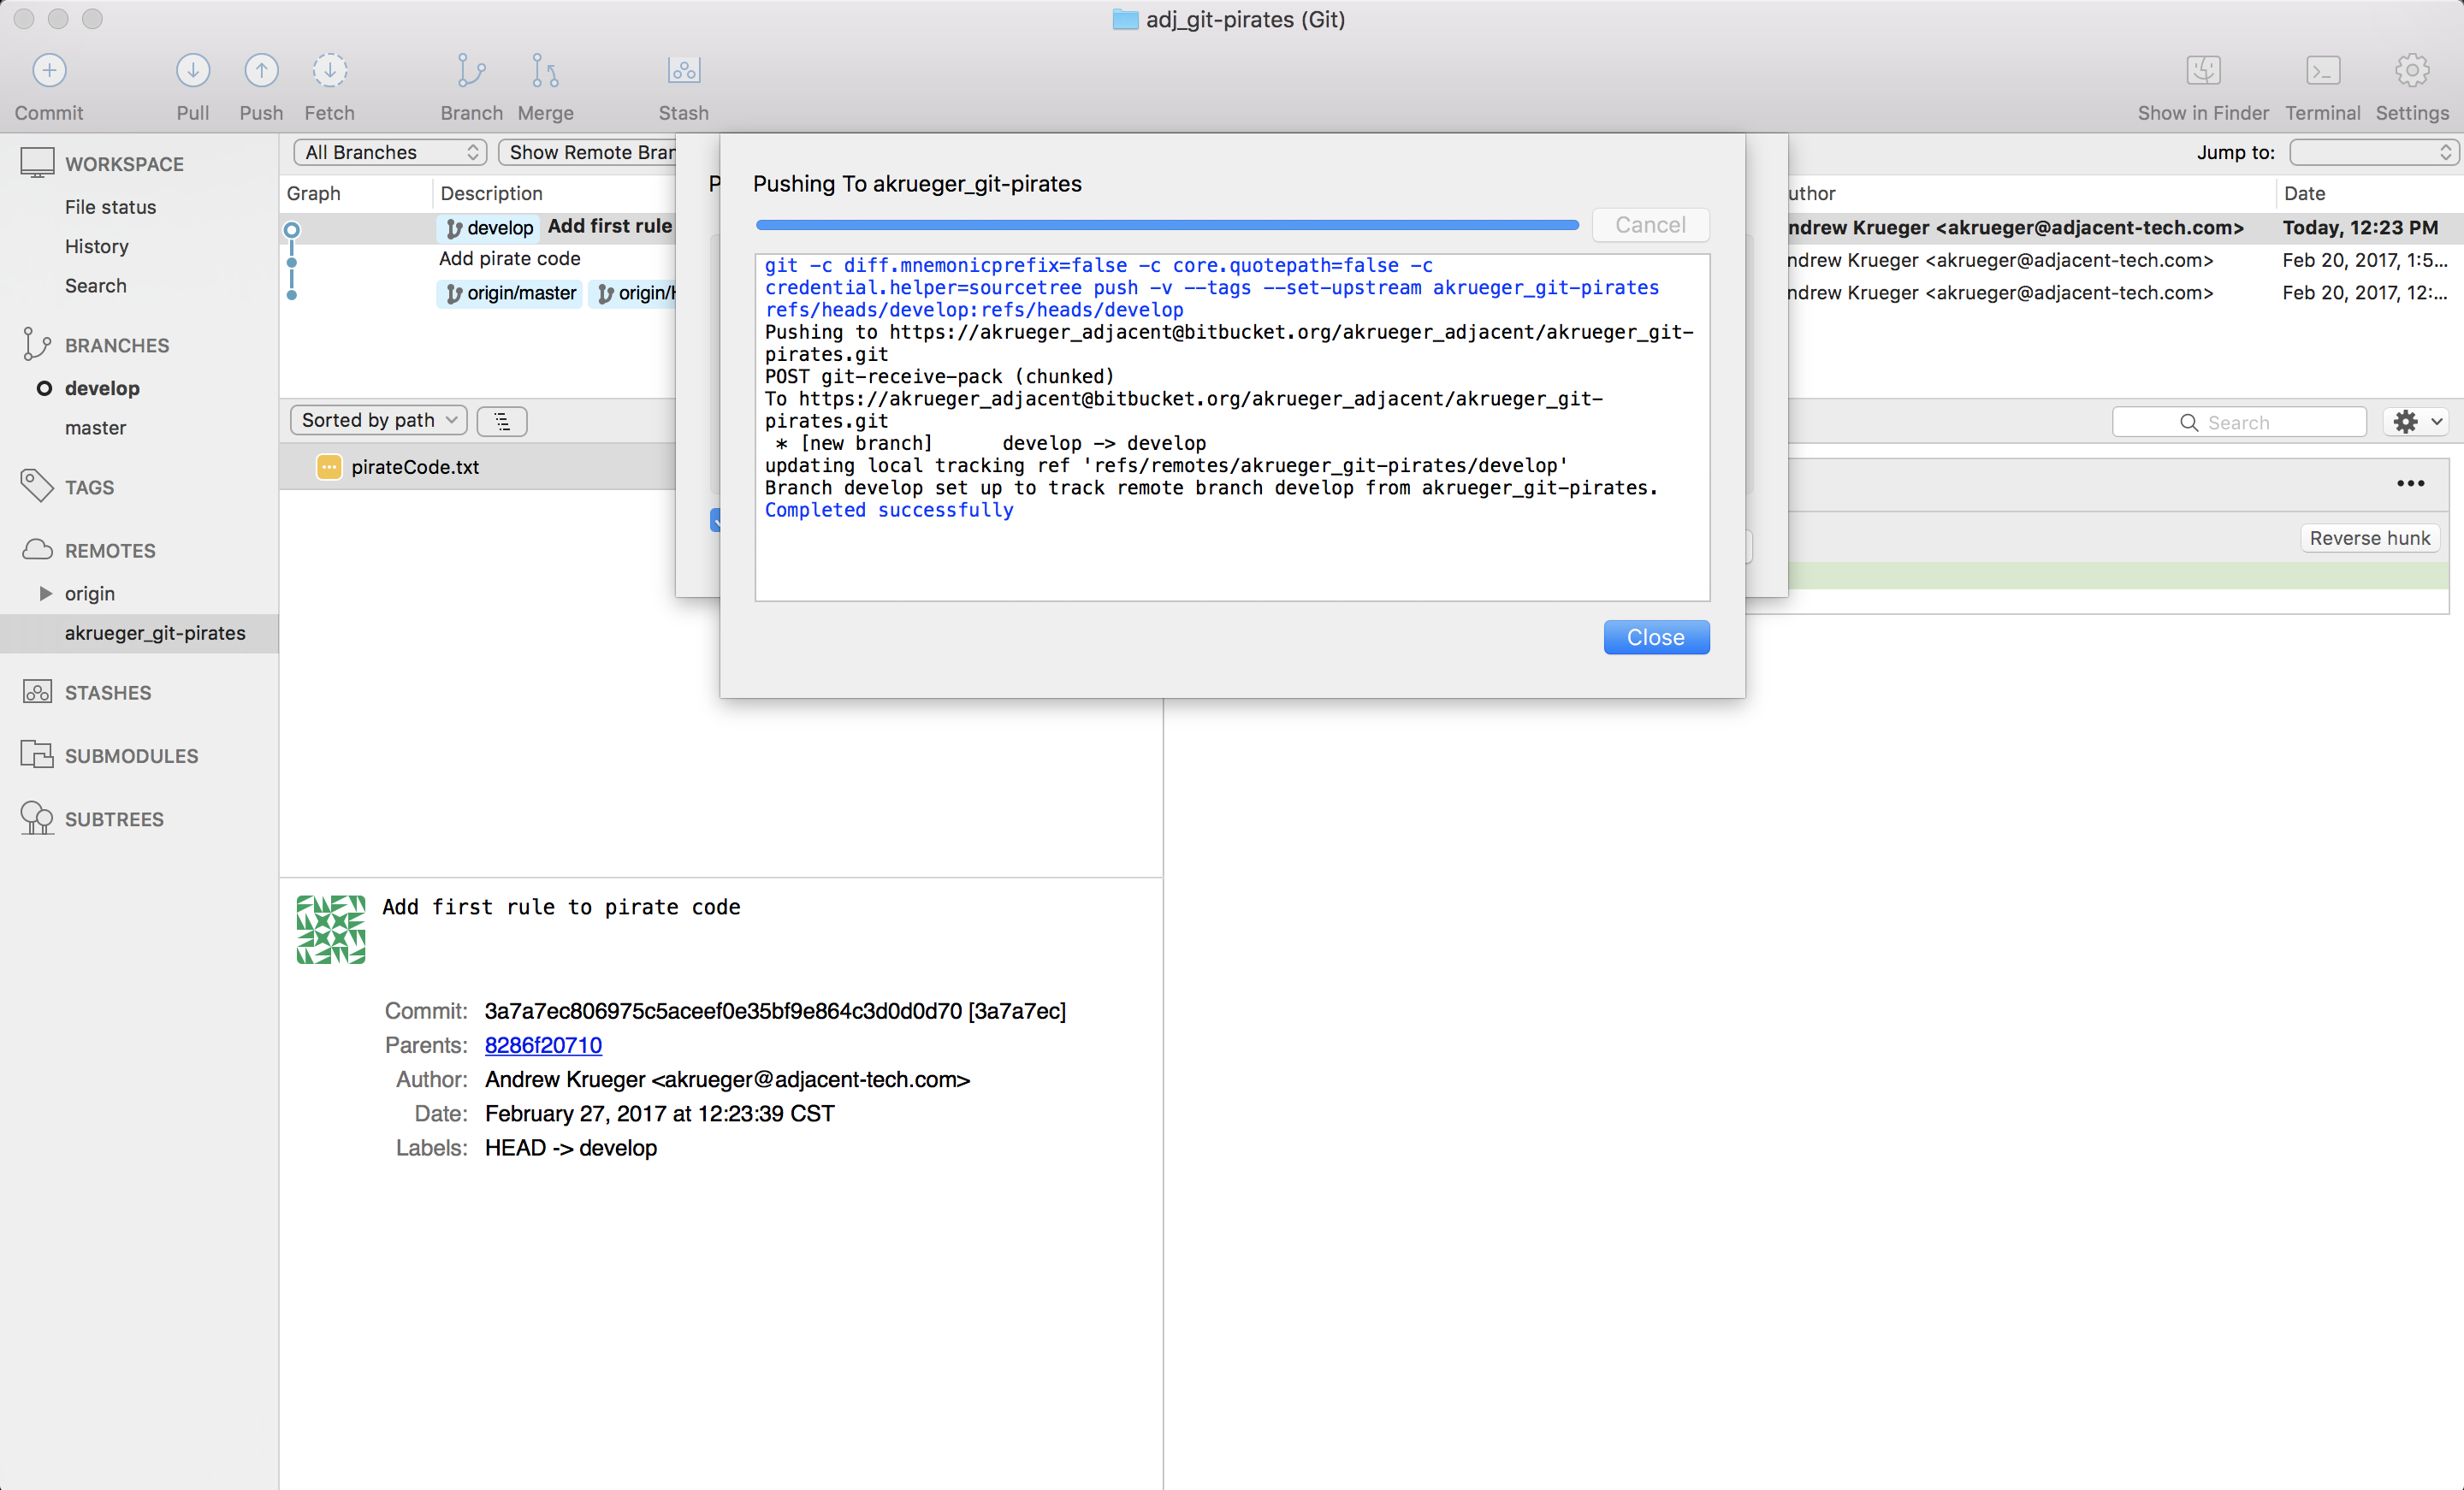 adj_git-pirates (Git)
Commit
Pull
Push
Fetch
Branch
Merge
Stash
Show in Finder
Terminal
Settings
WORKSPACE
File status
History
Search
BRANCHES
develop
master
TAGS
REMOTES
origin
akrueger_git-pirates
STASHES
SUBMODULES
SUBTREES
All Branches
Show Remote Bran
Jump to:
Graph
Description
uthor
Date
develop Add first rule
ndrew Krueger <akrueger@adjacent-tech.com>
Today, 12:23 PM
Add pirate code
ndrew Krueger <akrueger@adjacent-tech.com>
Feb 20, 2017, 1:5...
origin/master origin/H
ndrew Krueger <akrueger@adjacent-tech.com>
Feb 20, 2017, 12:...
Sorted by path
Search
pirateCode.txt
Reverse hunk
P
Pushing To akrueger_git-pirates
Cancel
git -c diff.mnemonicprefix=false -c core.quotepath=false -c
credential.helper=sourcetree push -v --tags --set-upstream akrueger_git-pirates
refs/heads/develop:refs/heads/develop
Pushing to https://akrueger_adjacent@bitbucket.org/akrueger_adjacent/akrueger_git-
pirates.git
POST git-receive-pack (chunked)
To https://akrueger_adjacent@bitbucket.org/akrueger_adjacent/akrueger_git-
pirates.git
* [new branch] develop -> develop
updating local tracking ref 'refs/remotes/akrueger_git-pirates/develop'
Branch develop set up to track remote branch develop from akrueger_git-pirates.
Completed successfully
Close
Add first rule to pirate code
Commit: 3a7a7ec806975c5aceef0e35bf9e864c3d0d0d70 [3a7a7ec]
Parents: 8286f20710
Author: Andrew Krueger <akrueger@adjacent-tech.com>
Date: February 27, 2017 at 12:23:39 CST
Labels: HEAD -> develop